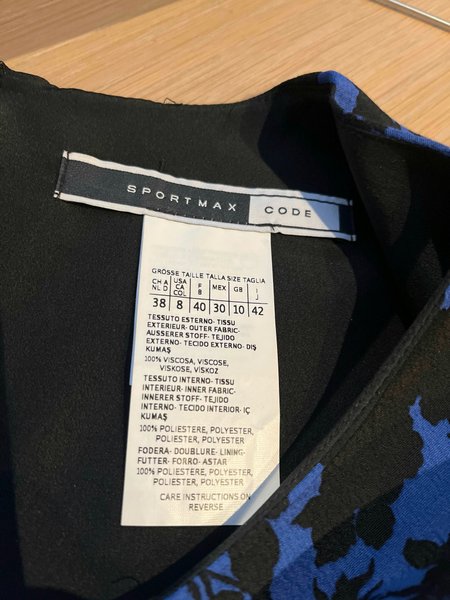 SPORTMAX CODE
GRÖSSE TAILLE TALLA SIZE TAGLIA
CH A USA F MEX GB I
NL D CA B J
COL
38 8 40 30 10 42
TESSUTO ESTERNO- TISSU
EXTERIEUR- OUTER FABRIC-
AUSSERER STOFF- TEJIDO
EXTERNO- TECIDO EXTERNO- DIŞ
KUMAŞ
100% VISCOSA, VISCOSE,
VISKOSE, VİSKOZ
TESSUTO INTERNO- TISSU
INTERIEUR- INNER FABRIC-
INNERER STOFF- TEJIDO
INTERNO- TECIDO INTERIOR- IÇ
KUMAŞ
100% POLIESTERE, POLYESTER,
POLIESTER, POLYESTER
FODERA- DOUBLURE- LINING-
FUTTER- FORRO- ASTAR
100% POLIESTERE, POLYESTER,
POLIESTER, POLYESTER
CARE INSTRUCTIONS ON
REVERSE